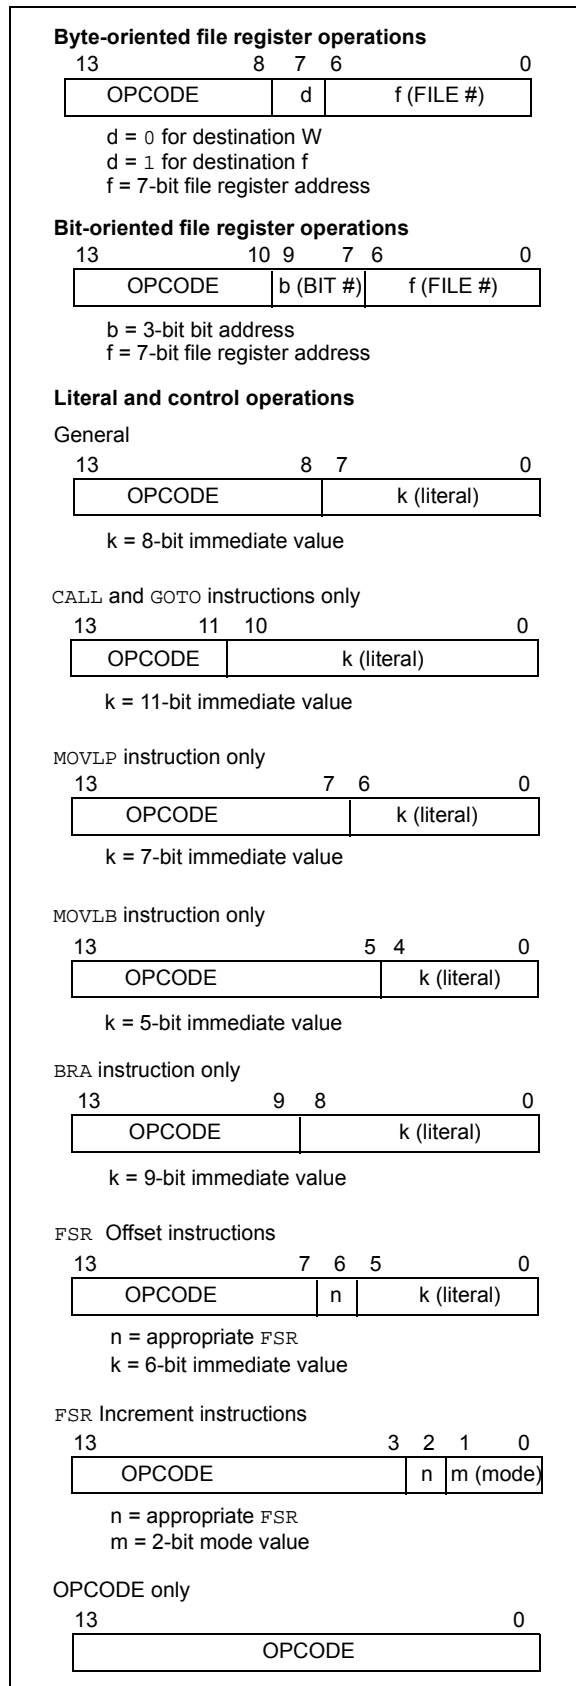 Byte-oriented file register operations
13 8 7 6 0
OPCODE d f (FILE #)
d = 0 for destination W
d = 1 for destination f
f = 7-bit file register address
Bit-oriented file register operations
13 10 9 7 6 0
OPCODE b (BIT #) f (FILE #)
b = 3-bit bit address
f = 7-bit file register address
Literal and control operations
General
13 8 7 0
OPCODE k (literal)
k = 8-bit immediate value
CALL and GOTO instructions only
13 11 10 0
OPCODE k (literal)
k = 11-bit immediate value
MOVLP instruction only
13 7 6 0
OPCODE k (literal)
k = 7-bit immediate value
MOVLB instruction only
13 5 4 0
OPCODE k (literal)
k = 5-bit immediate value
BRA instruction only
13 9 8 0
OPCODE k (literal)
k = 9-bit immediate value
FSR Offset instructions
13 7 6 5 0
OPCODE n k (literal)
n = appropriate FSR
k = 6-bit immediate value
FSR Increment instructions
13 3 2 1 0
OPCODE n m (mode)
n = appropriate FSR
m = 2-bit mode value
OPCODE only
13 0
OPCODE